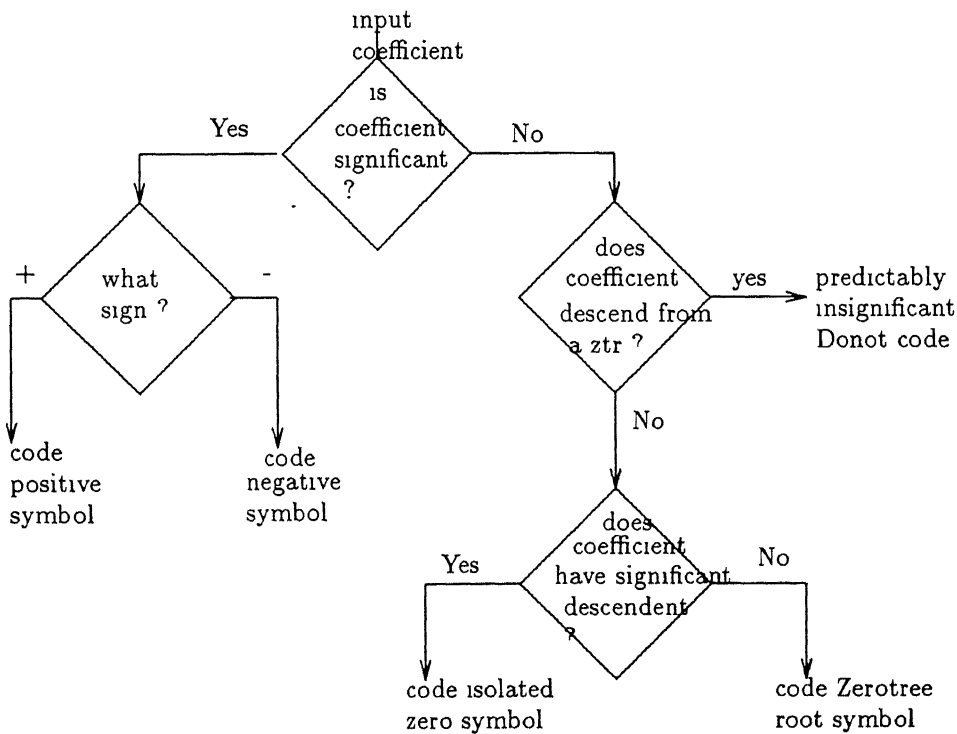 input
coefficient
is
coefficient
significant
?
Yes
No
what
sign ?
+
-
does
coefficient
descend from
a ztr ?
yes
predictably
insignificant
Donot code
No
code
positive
symbol
code
negative
symbol
does
coefficient
have significant
descendent
?
Yes
No
code isolated
zero symbol
code Zerotree
root symbol